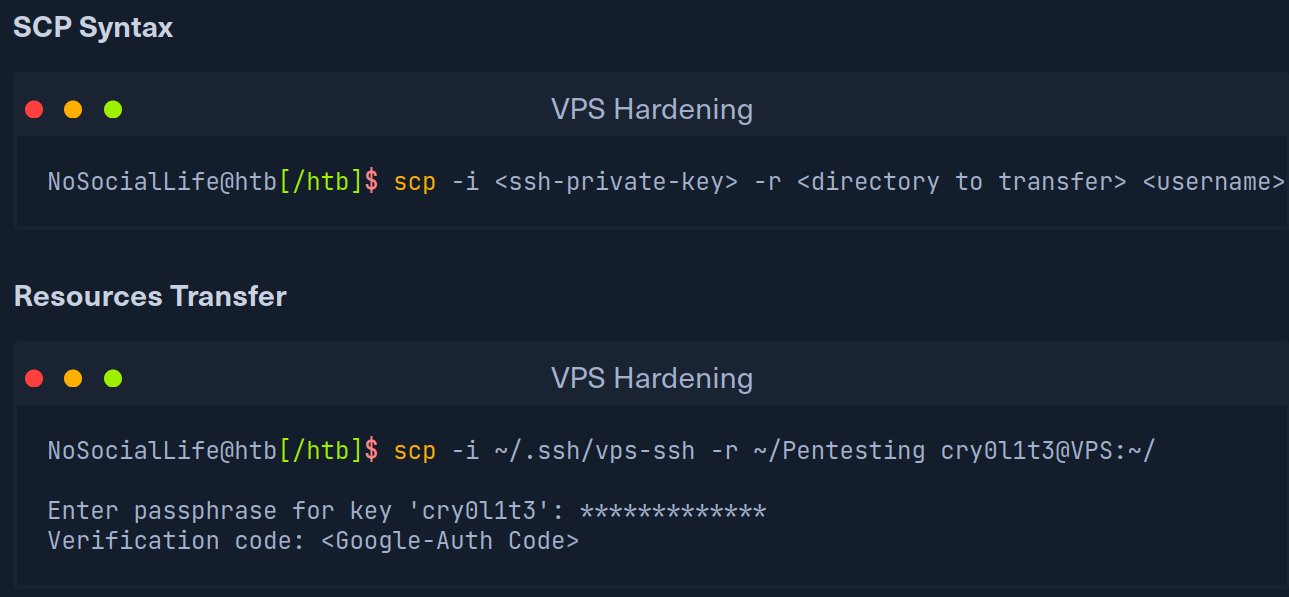 SCP Syntax
VPS Hardening
NoSocialLife@htb[/htb]$ scp -i <ssh-private-key> -r <directory to transfer> <username>
Resources Transfer
VPS Hardening
NoSocialLife@htb[/htb]$ scp -i ~/.ssh/vps-ssh -r ~/Pentesting cry0l1t3@VPS:~/
Enter passphrase for key 'cry0l1t3': *************
Verification code: <Google-Auth Code>